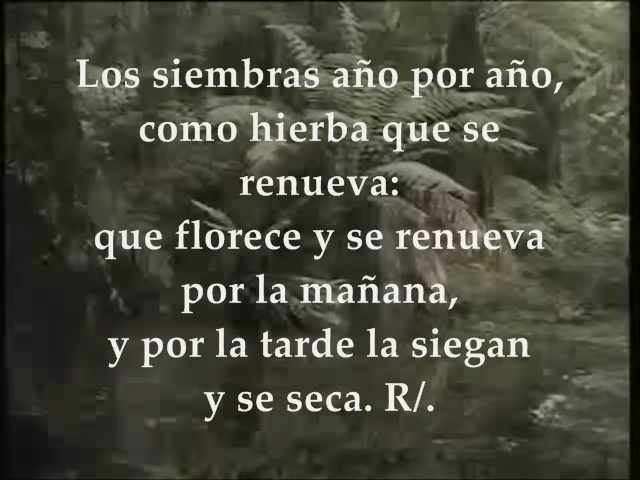 Los siembras año por año,
como hierba que se
renueva:
que florece y se renueva
por la mañana,
y por la tarde la siegan
y se seca. R/.